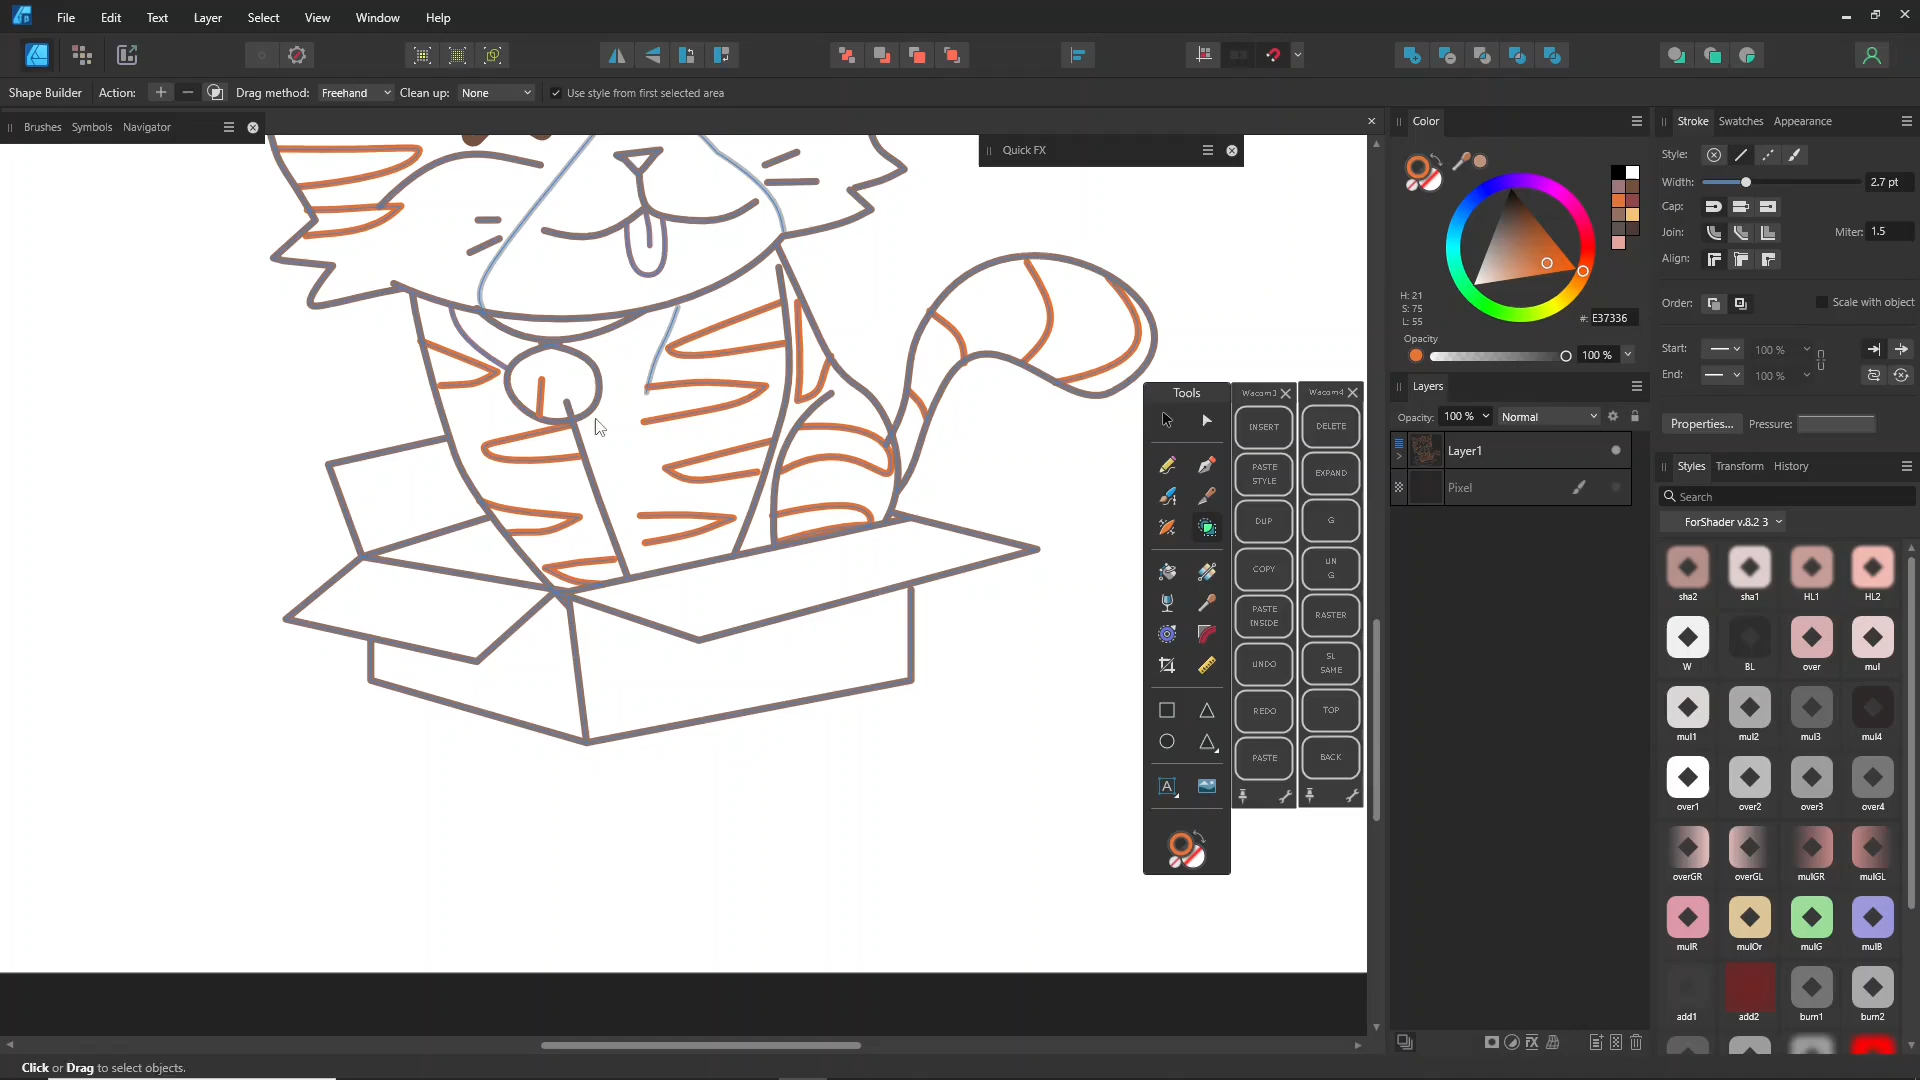 File Edit Text Layer Select View Window Help
Shape Builder Action: Drag method: Freehand Clean up: None Use style from first selected area
Brushes Symbols Navigator
Quick FX
Color
H: 21
S: 75
L: 55
#: E37336
Opacity
100 %
Layers
Opacity: 100 % Normal
Layer1
Pixel
Stroke Swatches Appearance
Style:
Width: 2.7 pt
Cap:
Join: Miter: 1.5
Align:
Order: Scale with object
Start: 100 %
End: 100 %
Properties... Pressure:
Styles Transform History
Search
ForShader v.8.2 3
sha2 sha1 HL1 HL2
W BL over mul
mul1 mul2 mul3 mul4
over1 over2 over3 over4
overGR overGL mulGR mulGL
mulR mulOr mulG mulB
add1 add2 burn1 burn2
Tools
INSERT
PASTE
STYLE
DUP
COPY
PASTE
INSIDE
UNDO
REDO
PASTE
DELETE
EXPAND
G
UN
G
RASTER
SL
SAME
TOP
BACK
Click or Drag to select objects.